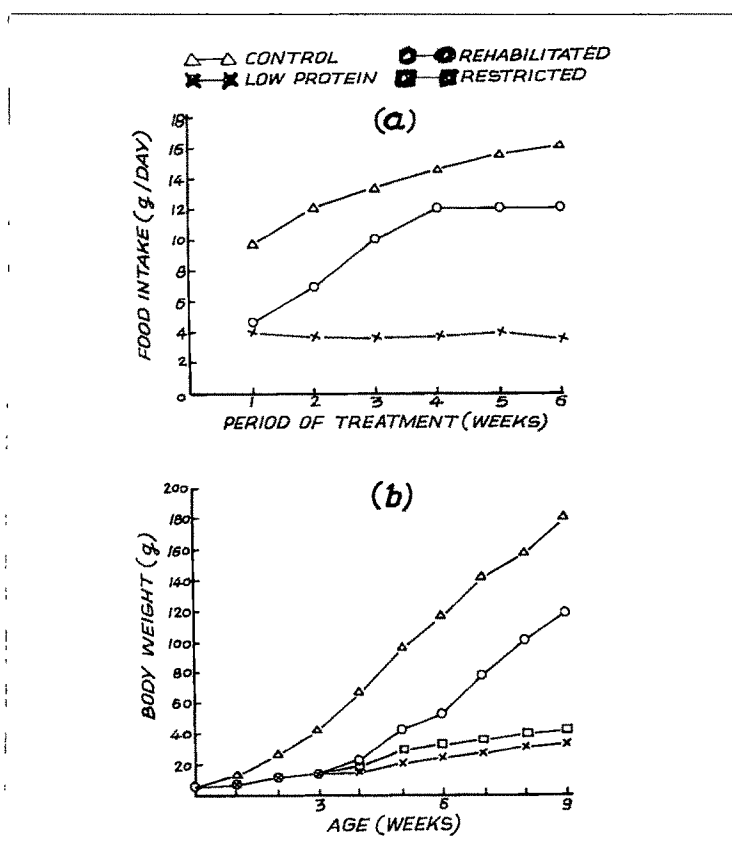 CONTROL REHABILITATED
LOW PROTEIN RESTRICTED
(a)
18
16
14
12
10
8
6
4
2
0
FOOD INTAKE (g/DAY)
1 2 3 4 5 6
PERIOD OF TREATMENT (WEEKS)
(b)
200
180
160
140
120
100
80
60
40
20
BODY WEIGHT (g)
3 6 9
AGE (WEEKS)